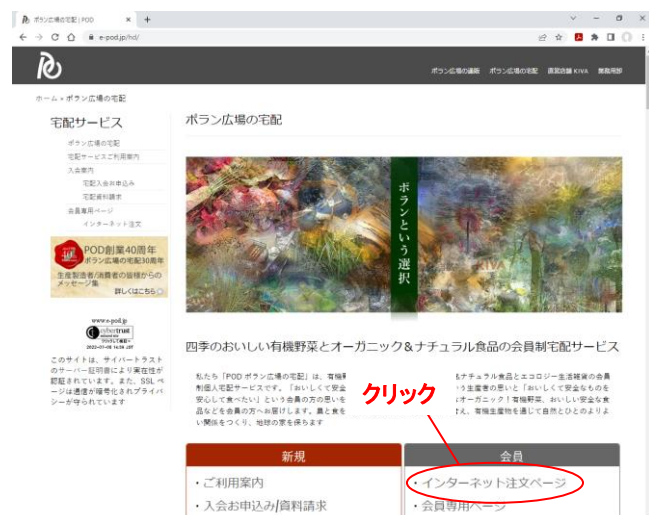 ポラン広場の宅配 | POD
e-pod.jp/hd/
ポラン広場の通販 ポラン広場の宅配 直営店舗 KIVA 業務用卸
ホーム » ポラン広場の宅配
宅配サービス
ポラン広場の宅配
宅配サービスご利用案内
入会案内
宅配入会お申込み
宅配資料請求
会員専用ページ
インターネット注文
POD創業40周年
ポラン広場の宅配30周年
生産製造者/消費者の皆様からの
メッセージ集
詳しくはこちら
www.e-pod.jp
cybertrust
2022-07-08 14:56 JST
このサイトは、サイバートラスト
のサーバー証明書により実在性が
認証されています。また、SSL ペ
ージは通信が暗号化されプライバ
シーが守られています
ポラン広場の宅配
ポランという選択
四季のおいしい有機野菜とオーガニック&ナチュラル食品の会員制宅配サービス
私たち「POD ポラン広場の宅配」は、有機
&ナチュラル食品とエコロジー生活雑貨の会員
制個人宅配サービスです。「おいしくて安全
いう生産者の思いと「おいしくて安全なものを
安心して食べたい」という会員の方の思いを
オーガニック！有機野菜、おいしい安全な食
品などを会員の方へお届けします。農と食を
え、有機生産物を通じて自然とひとのよりよ
い関係をつくり、地球の家を保ちます
クリック
新規
・ご利用案内
・入会お申込み/資料請求
会員
・インターネット注文ページ
・会員専用ページ